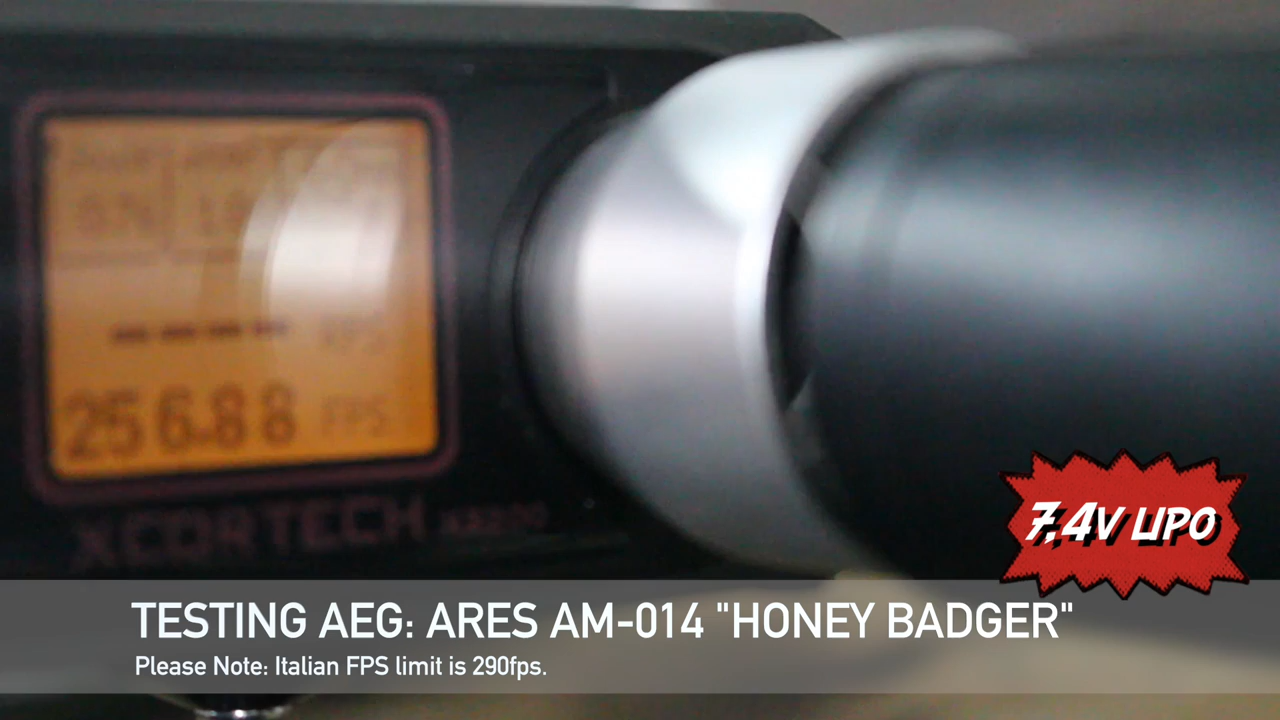 ---- RPS
256.88 FPS
XCORTECH
7,4V LIPO
TESTING AEG: ARES AM-014 "HONEY BADGER"
Please Note: Italian FPS limit is 290fps.